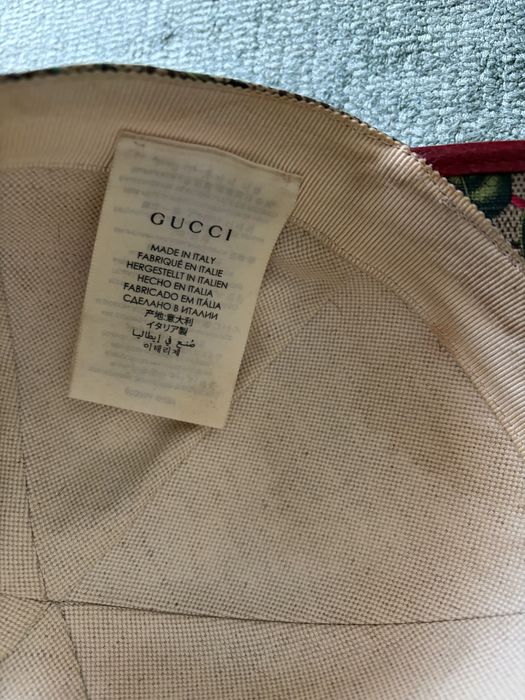 GUCCI
MADE IN ITALY
FABRIQUÉ EN ITALIE
HERGESTELLT IN ITALIEN
HECHO EN ITALIA
FABRICADO EM ITÁLIA
СДЕЛАНО В ИТАЛИИ
产地:意大利
イタリア製
صنع في إيطاليا
이태리제